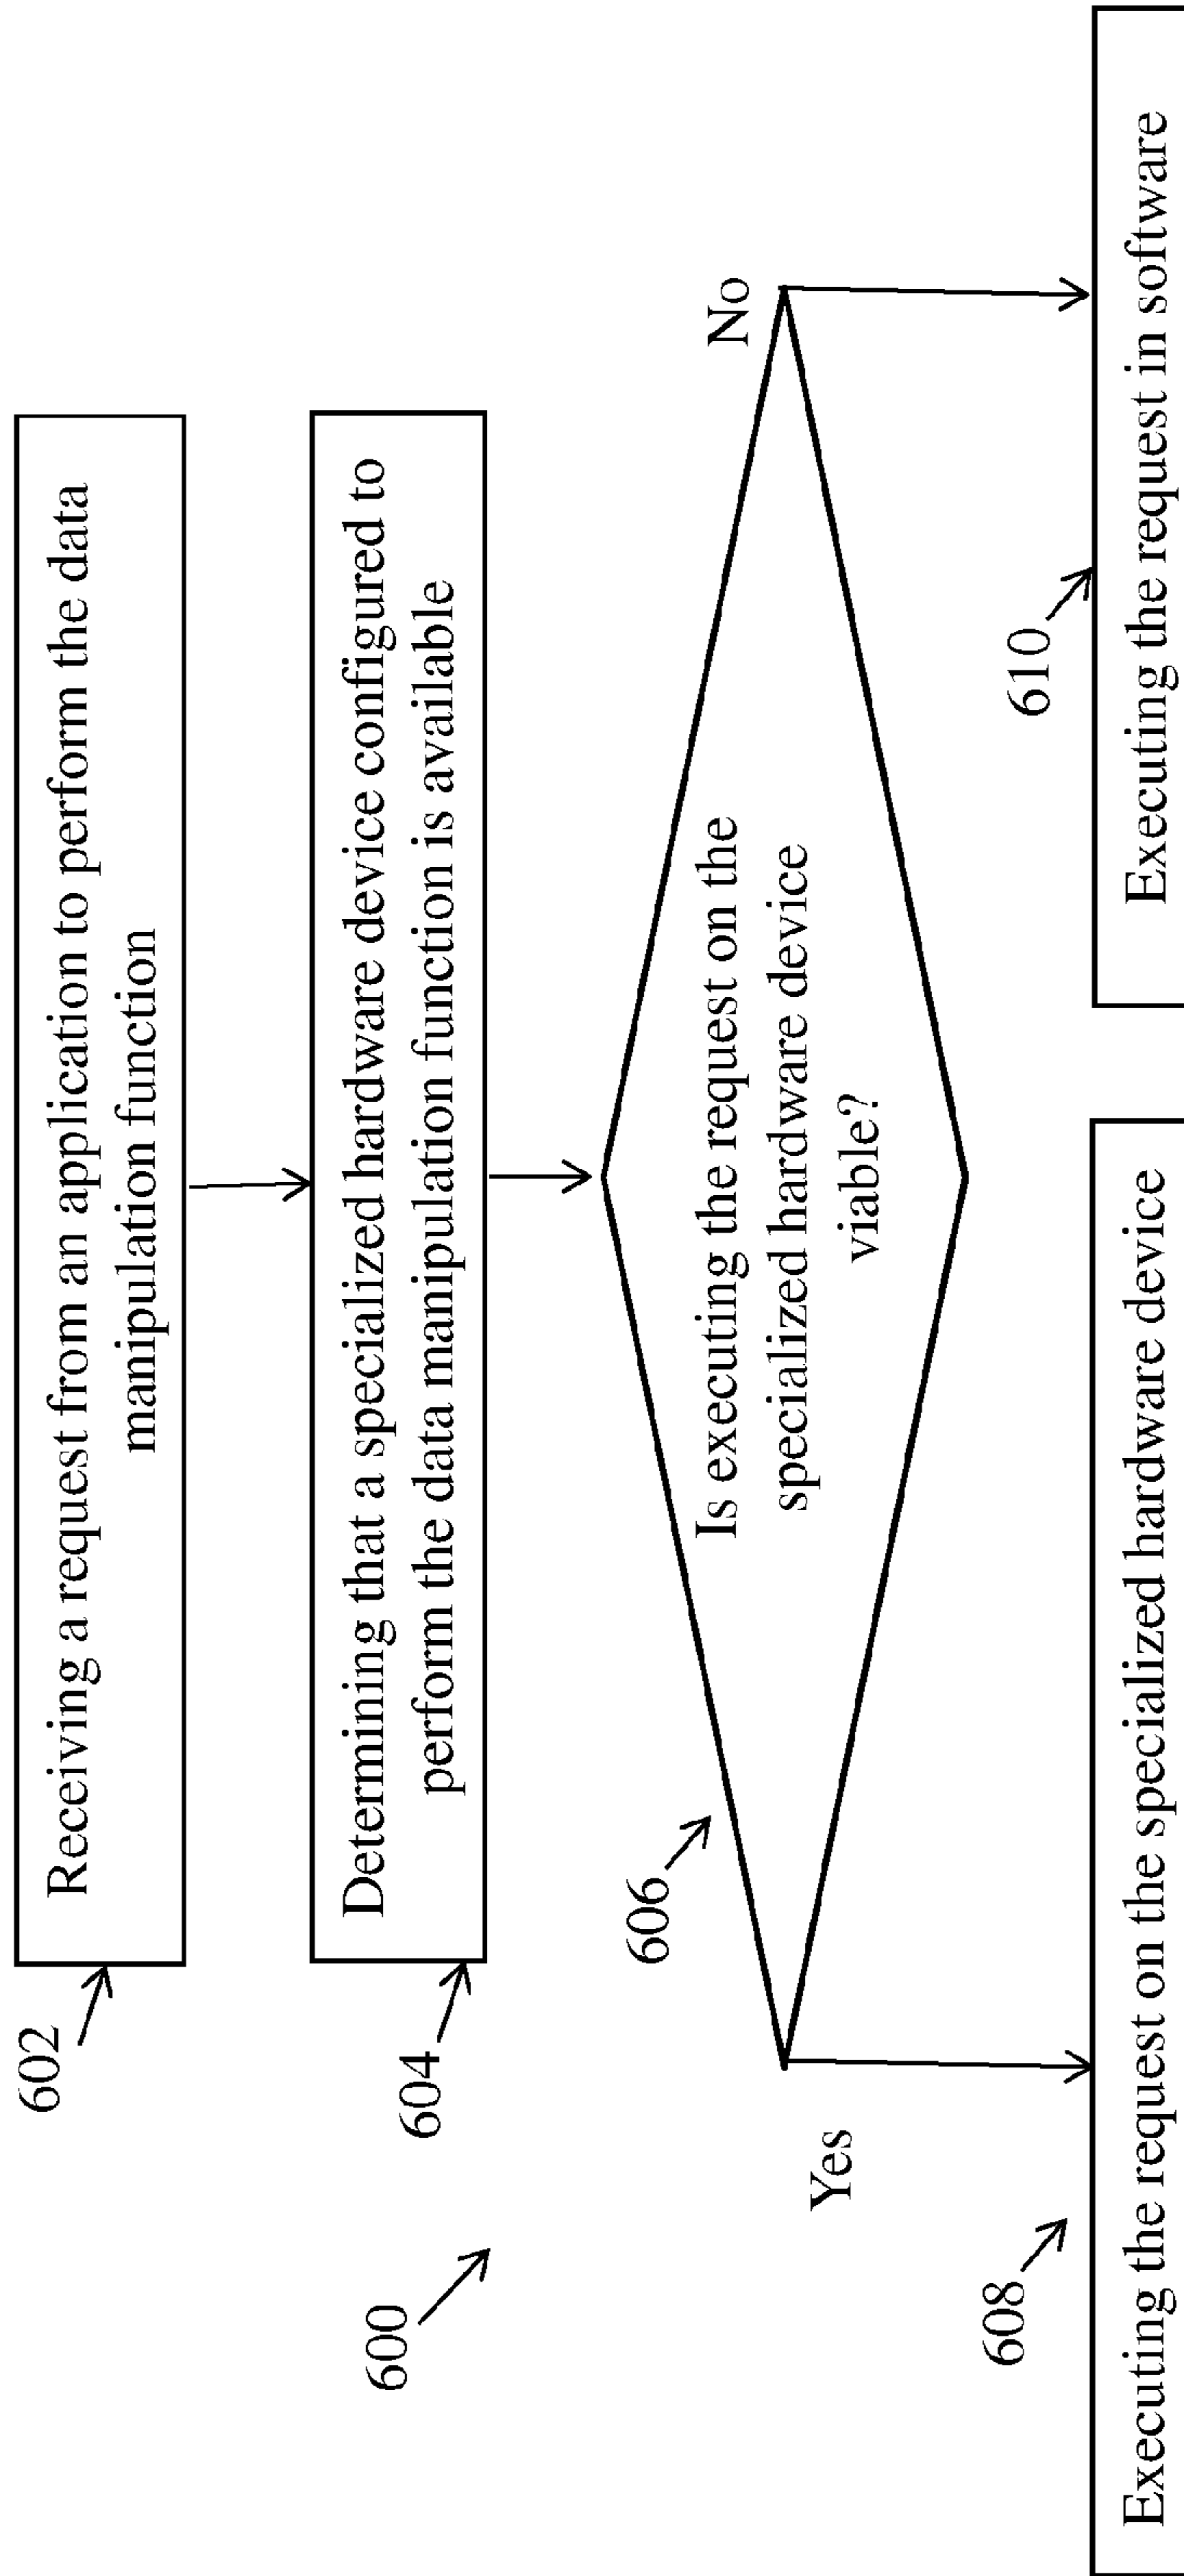 602
Receiving a request from an application to perform the data
manipulation function
604
Determining that a specialized hardware device configured to
perform the data manipulation function is available
600
606
Is executing the request on the
specialized hardware device
viable?
Yes
No
608
Executing the request on the specialized hardware device
610
Executing the request in software